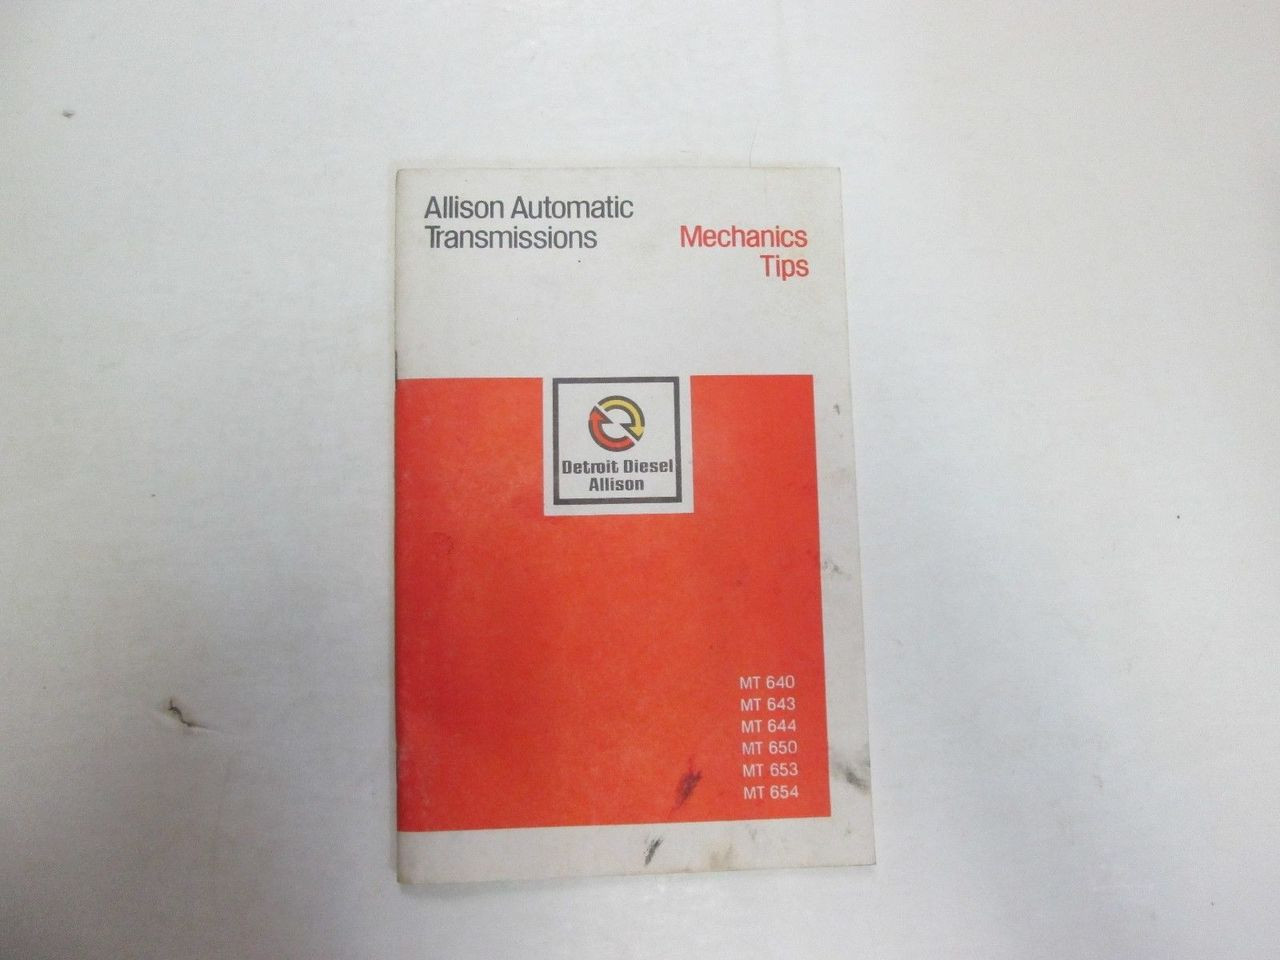 Allison Automatic
Transmissions
Mechanics
Tips
Detroit Diesel
Allison
MT 640
MT 643
MT 644
MT 650
MT 653
MT 654